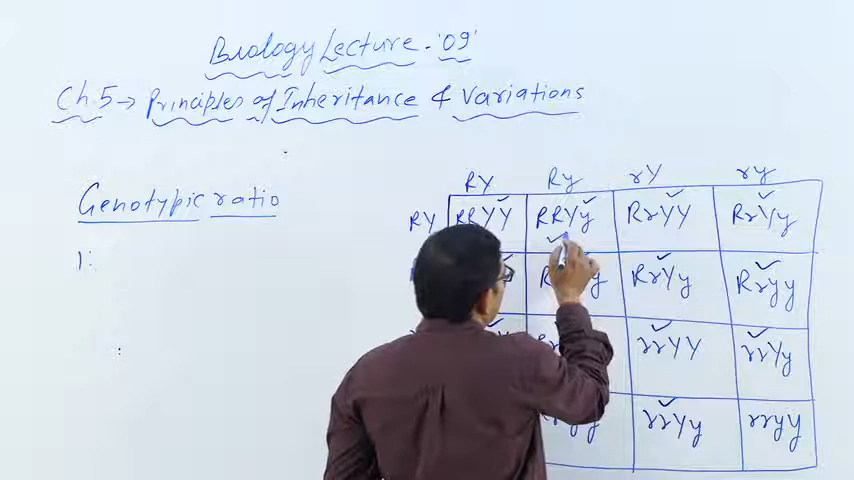 Biology Lecture - '09'
Ch. 5 → Principles of Inheritance & Variations
Genotypic ratio
1:
RY Ry rY ry
RY RRYY RRYy RrYY RrYy
RrYy Rryy
rrYY rrYy
rrYy rryy